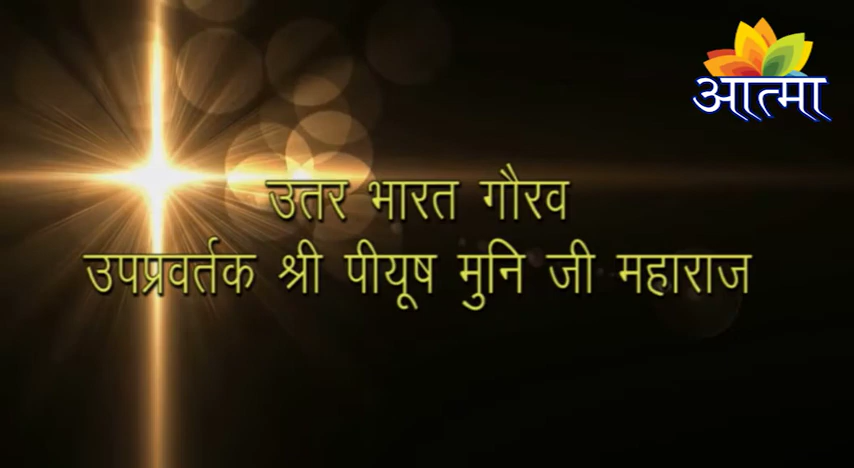 आत्मा
उतर भारत गौरव
उपप्रवर्तक श्री पीयूष मुनि जी महाराज